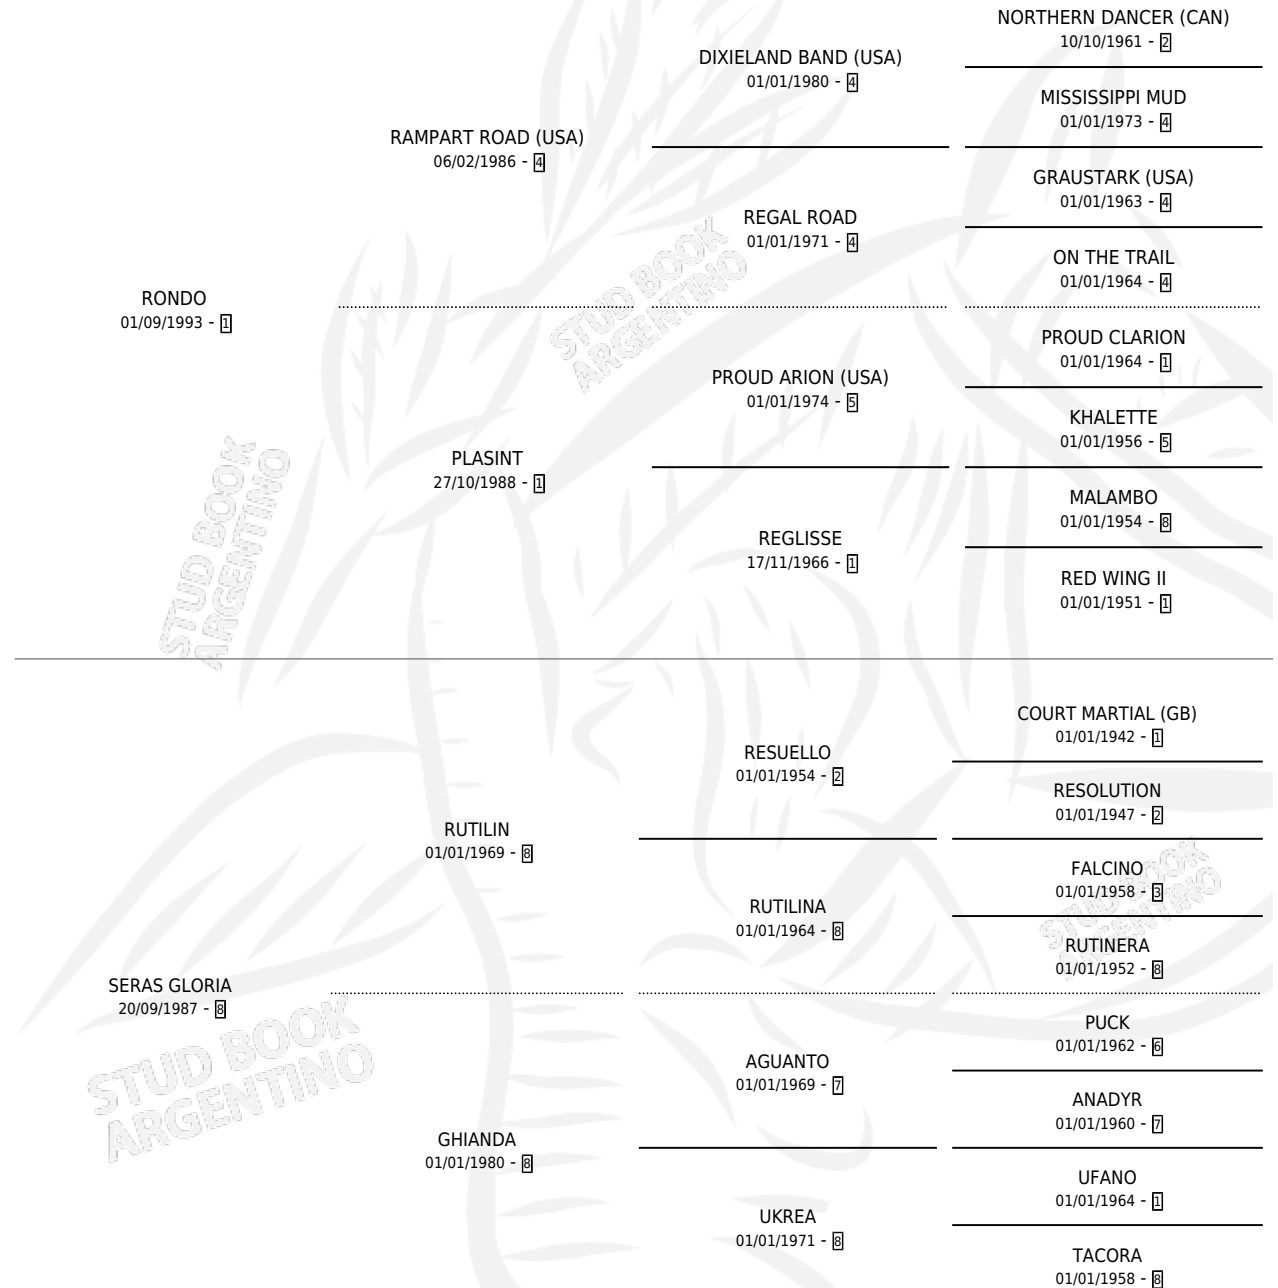 NORTHERN DANCER (CAN)
10/10/1961 - 2
DIXIELAND BAND (USA)
01/01/1980 - 4
MISSISSIPPI MUD
01/01/1973 - 4
RAMPART ROAD (USA)
06/02/1986 - 4
GRAUSTARK (USA)
01/01/1963 - 4
REGAL ROAD
01/01/1971 - 4
ON THE TRAIL
01/01/1964 - 4
RONDO
01/09/1993 - 1
PROUD CLARION
01/01/1964 - 1
PROUD ARION (USA)
01/01/1974 - 5
KHALETTE
01/01/1956 - 5
PLASINT
27/10/1988 - 1
MALAMBO
01/01/1954 - 8
REGLISSE
17/11/1966 - 1
RED WING II
01/01/1951 - 1
COURT MARTIAL (GB)
01/01/1942 - 1
RESUELLO
01/01/1954 - 2
RESOLUTION
01/01/1947 - 2
RUTILIN
01/01/1969 - 8
FALCINO
01/01/1958 - 3
RUTILINA
01/01/1964 - 8
RUTINERA
01/01/1952 - 8
SERAS GLORIA
20/09/1987 - 8
PUCK
01/01/1962 - 6
AGUANTO
01/01/1969 - 7
ANADYR
01/01/1960 - 7
GHIANDA
01/01/1980 - 8
UFANO
01/01/1964 - 1
UKREA
01/01/1971 - 8
TACORA
01/01/1958 - 8
STUD BOOK
ARGENTINO
STUD BOOK
ARGENTINO
STUD BOOK
ARGENTINO
STUD BOOK
ARGENTINO